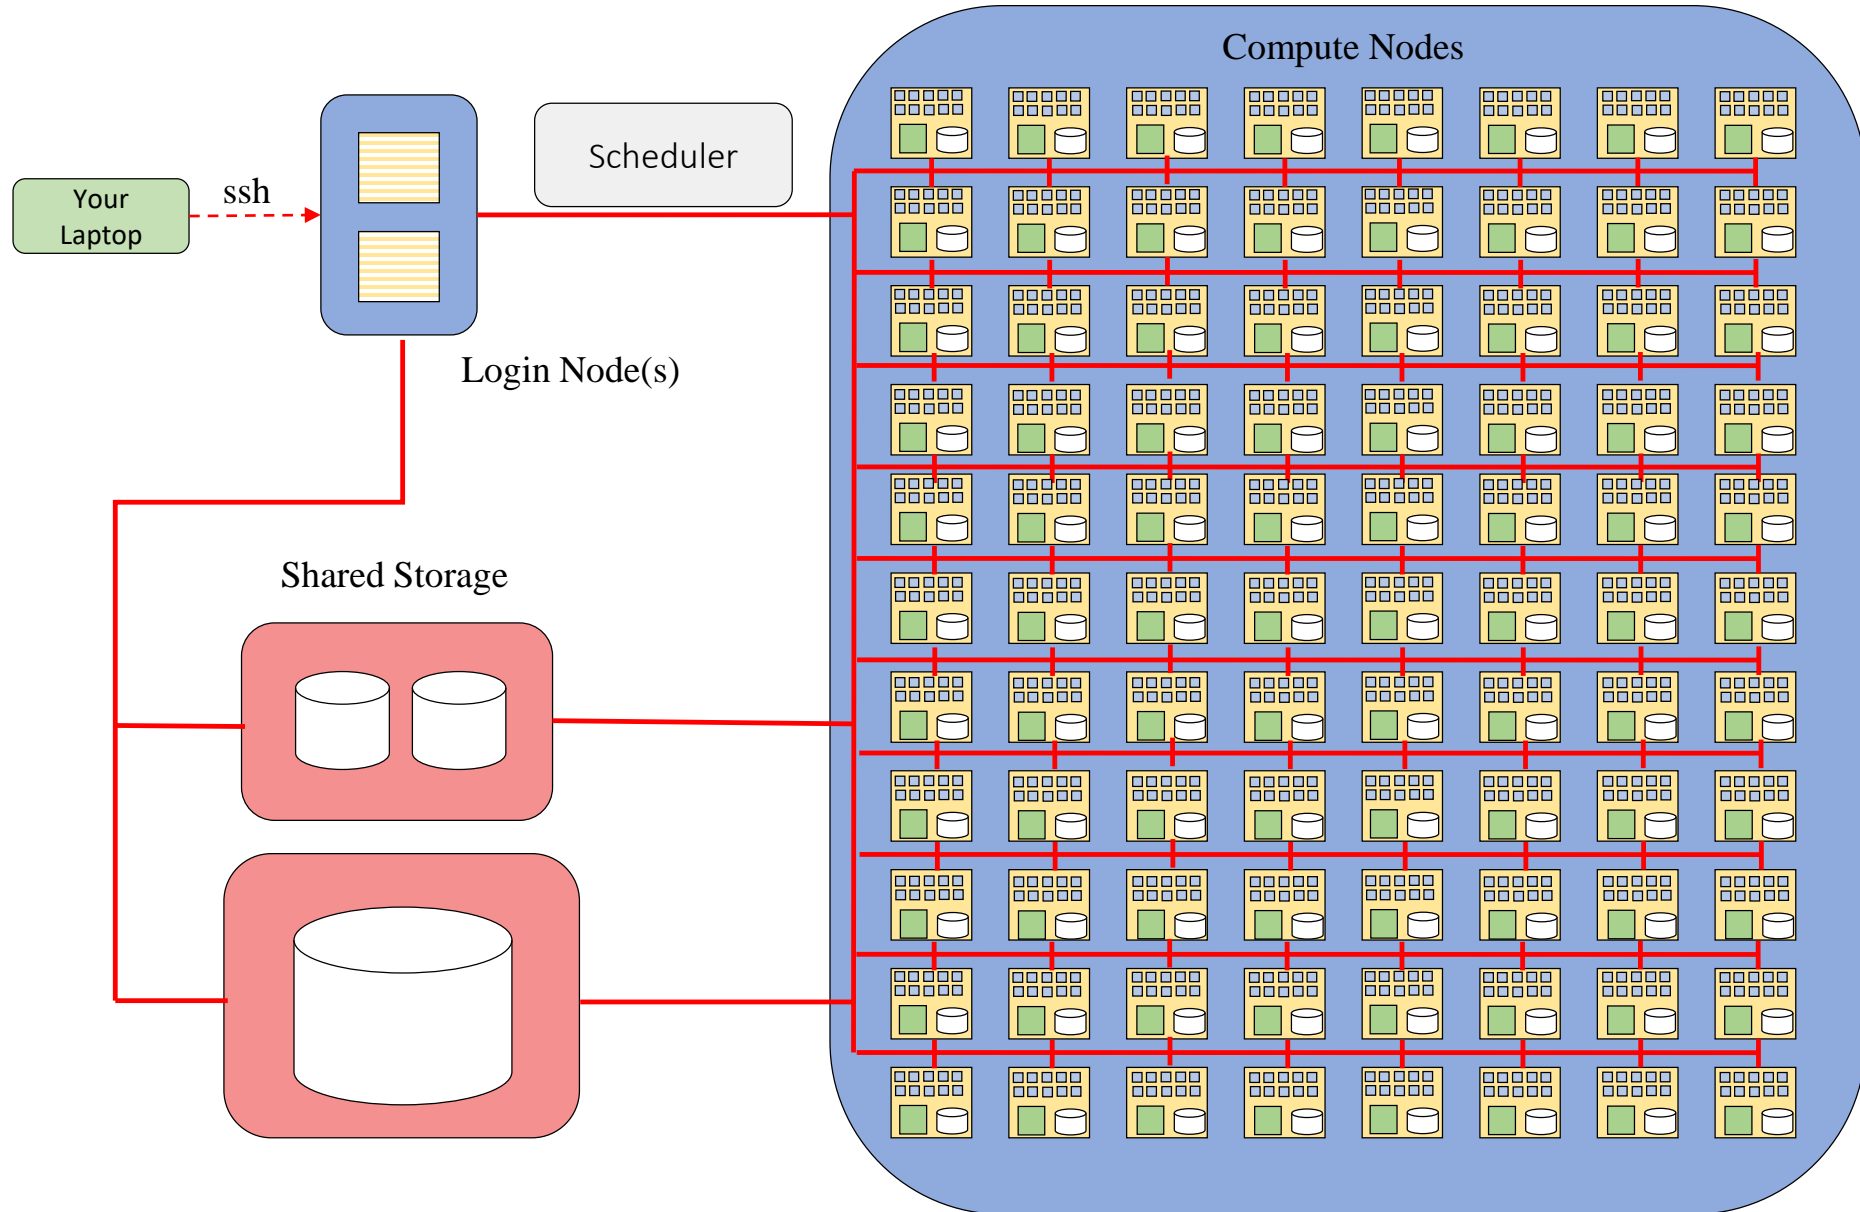 Compute Nodes
Scheduler
ssh
Your
Laptop
Login Node(s)
Shared Storage